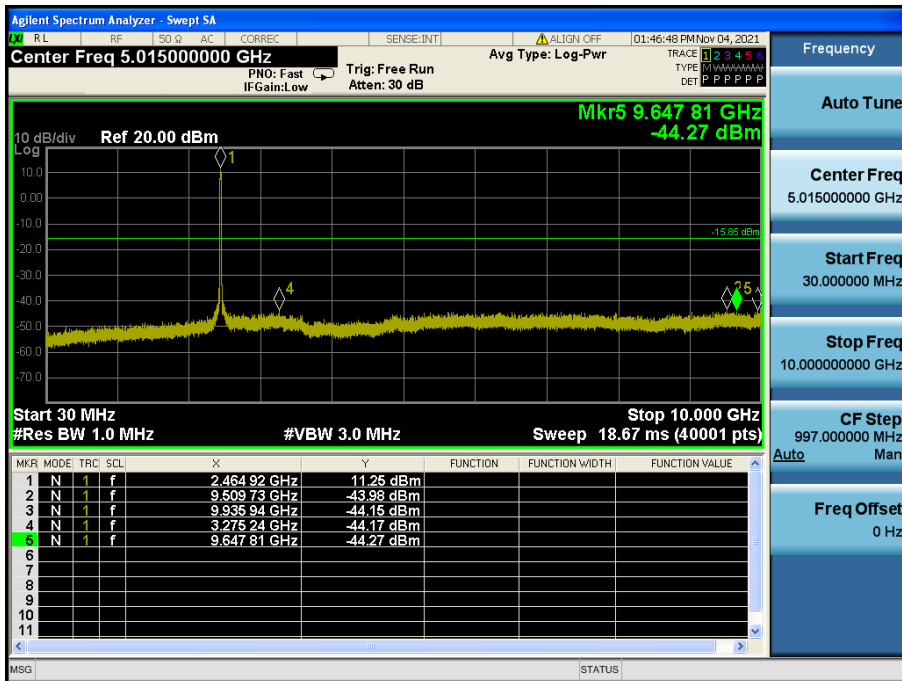 Agilent Spectrum Analyzer - Swept SA
LXI RL RF 50 Ω AC CORREC SENSE:INT ALIGN OFF 01:46:48 PM Nov 04, 2021
Center Freq 5.015000000 GHz
PNO: Fast
IFGain:Low
Trig: Free Run
Atten: 30 dB
Avg Type: Log-Pwr
TRACE 1 2 3 4 5 6
TYPE M WWWWW
DET P P P P P P
Mkr5 9.647 81 GHz
-44.27 dBm
10 dB/div
Log
Ref 20.00 dBm
10.0
0.00
-10.0
-20.0
-30.0
-40.0
-50.0
-60.0
-70.0
1
4
2
5
-15.85 dBm
Start 30 MHz
Stop 10.000 GHz
#Res BW 1.0 MHz
#VBW 3.0 MHz
Sweep 18.67 ms (40001 pts)
MKR MODE TRC SCL X Y FUNCTION FUNCTION WIDTH FUNCTION VALUE
1 N 1 f 2.464 92 GHz 11.25 dBm
2 N 1 f 9.509 73 GHz -43.98 dBm
3 N 1 f 9.935 94 GHz -44.15 dBm
4 N 1 f 3.275 24 GHz -44.17 dBm
5 N 1 f 9.647 81 GHz -44.27 dBm
6
7
8
9
10
11
MSG
STATUS
Frequency
Auto Tune
Center Freq
5.015000000 GHz
Start Freq
30.000000 MHz
Stop Freq
10.000000000 GHz
CF Step
997.000000 MHz
Auto Man
Freq Offset
0 Hz